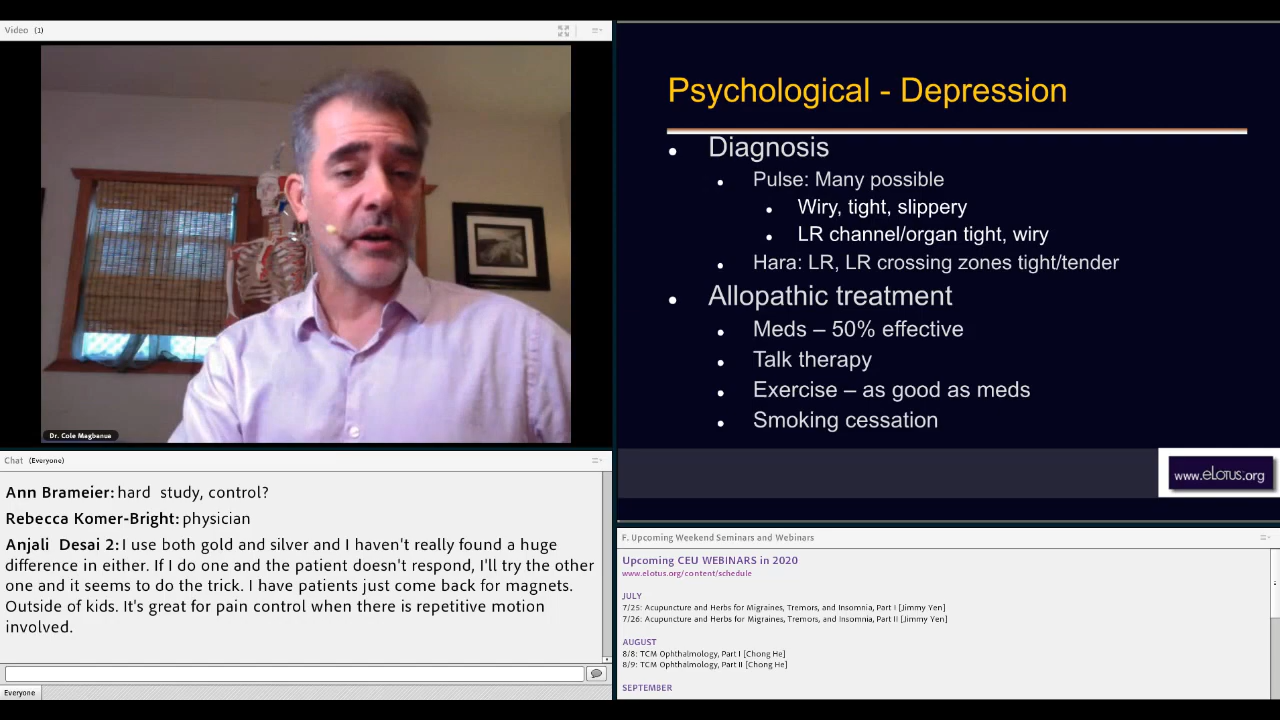 Video (1)
Dr. Cole Magbanua
Chat (Everyone)
Ann Brameier: hard study, control?
Rebecca Komer-Bright: physician
Anjali Desai 2: I use both gold and silver and I haven't really found a huge
difference in either. If I do one and the patient doesn't respond, I'll try the other
one and it seems to do the trick. I have patients just come back for magnets.
Outside of kids. It's great for pain control when there is repetitive motion
involved.
Everyone
Psychological - Depression
• Diagnosis
• Pulse: Many possible
• Wiry, tight, slippery
• LR channel/organ tight, wiry
• Hara: LR, LR crossing zones tight/tender
• Allopathic treatment
• Meds – 50% effective
• Talk therapy
• Exercise – as good as meds
• Smoking cessation
www.eLotus.org
F. Upcoming Weekend Seminars and Webinars
Upcoming CEU WEBINARS in 2020
www.elotus.org/content/schedule
JULY
7/25: Acupuncture and Herbs for Migraines, Tremors, and Insomnia, Part I [Jimmy Yen]
7/26: Acupuncture and Herbs for Migraines, Tremors, and Insomnia, Part II [Jimmy Yen]
AUGUST
8/8: TCM Ophthalmology, Part I [Chong He]
8/9: TCM Ophthalmology, Part II [Chong He]
SEPTEMBER